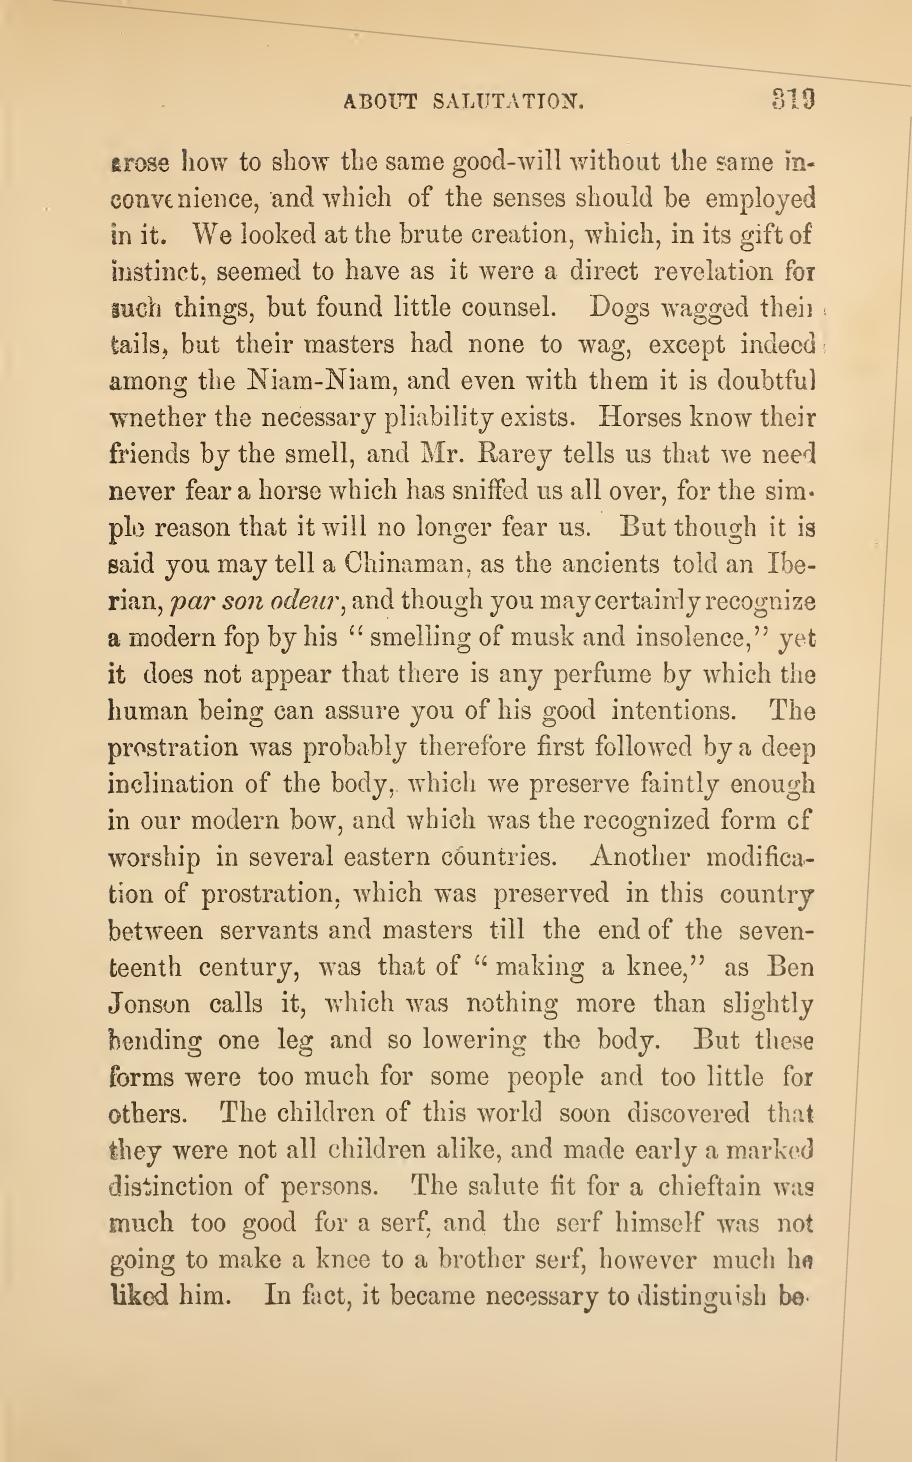 ABOUT SALUTATION. 319
arose how to show the same good-will without the same in-
convenience, and which of the senses should be employed
in it. We looked at the brute creation, which, in its gift of
instinct, seemed to have as it were a direct revelation for
such things, but found little counsel. Dogs wagged their
tails, but their masters had none to wag, except indeed
among the Niam-Niam, and even with them it is doubtful
whether the necessary pliability exists. Horses know their
friends by the smell, and Mr. Rarey tells us that we need
never fear a horse which has sniffed us all over, for the sim-
ple reason that it will no longer fear us. But though it is
said you may tell a Chinaman, as the ancients told an Ibe-
rian, par son odeur, and though you may certainly recognize
a modern fop by his “smelling of musk and insolence,” yet
it does not appear that there is any perfume by which the
human being can assure you of his good intentions. The
prostration was probably therefore first followed by a deep
inclination of the body, which we preserve faintly enough
in our modern bow, and which was the recognized form of
worship in several eastern countries. Another modifica-
tion of prostration, which was preserved in this country
between servants and masters till the end of the seven-
teenth century, was that of “making a knee,” as Ben
Jonson calls it, which was nothing more than slightly
bending one leg and so lowering the body. But these
forms were too much for some people and too little for
others. The children of this world soon discovered that
they were not all children alike, and made early a marked
distinction of persons. The salute fit for a chieftain was
much too good for a serf, and the serf himself was not
going to make a knee to a brother serf, however much he
liked him. In fact, it became necessary to distinguish be-